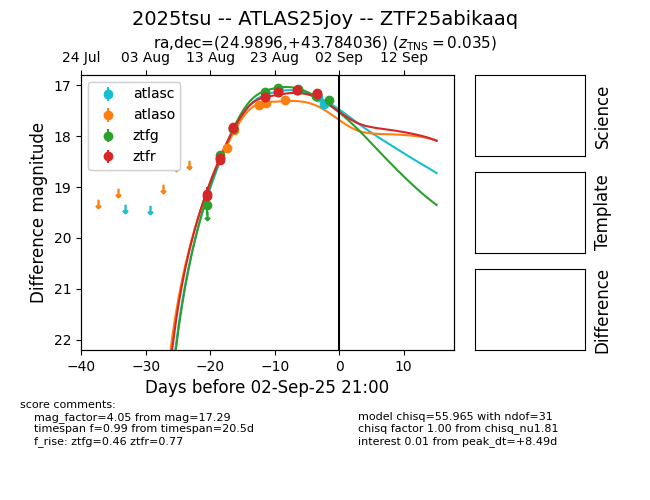 2025tsu -- ATLAS25joy -- ZTF25abikaaq
ra,dec=(24.9896,+43.784036) (z_TNS = 0.035)
24 Jul 03 Aug 13 Aug 23 Aug 02 Sep 12 Sep
atlasc
atlaso
ztfg
ztfr
17
18
19
20
21
22
Difference magnitude
−40 −30 −20 −10 0 10
Days before 02-Sep-25 21:00
Science
Template
Difference
score comments:
mag_factor=4.05 from mag=17.29
timespan f=0.99 from timespan=20.5d
f_rise: ztfg=0.46 ztfr=0.77
model chisq=55.965 with ndof=31
chisq factor 1.00 from chisq_nu1.81
interest 0.01 from peak_dt=+8.49d